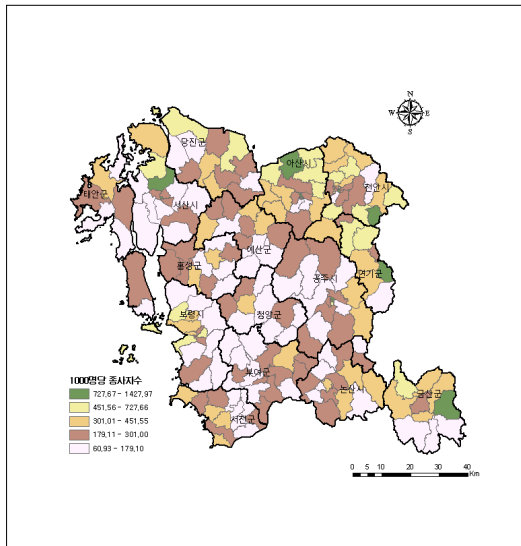 N
W
E
S
당진군
아산시
천안시
태안군
서산시
예산군
홍성군
공주시
연기군
보령시
청양군
부여군
논산시
금산군
서천군
1000명당 종사자수
727,67 - 1427,97
451,56 - 727,66
301,01 - 451,55
179,11 - 301,00
60,93 - 179,10
0 5 10 20 30 40
Km